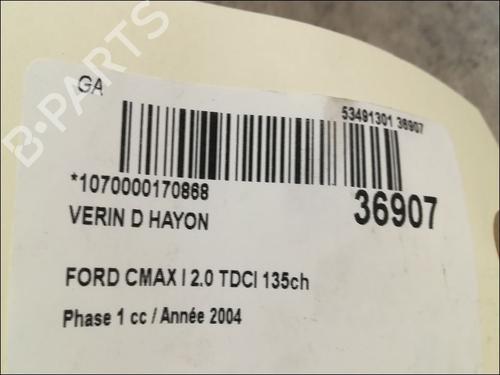 GA
53491301 36907
*1070000170868
36907
VERIN D HAYON
FORD CMAX I 2.0 TDCI 135ch
Phase 1 cc / Année 2004
B-PARTS